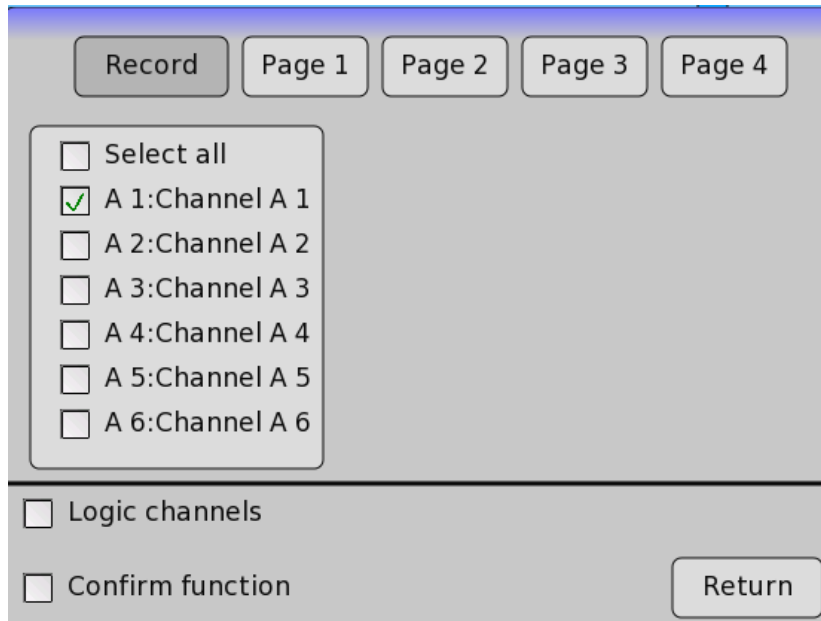 Record Page 1 Page 2 Page 3 Page 4
Select all
A 1:Channel A 1
A 2:Channel A 2
A 3:Channel A 3
A 4:Channel A 4
A 5:Channel A 5
A 6:Channel A 6
Logic channels
Confirm function
Return